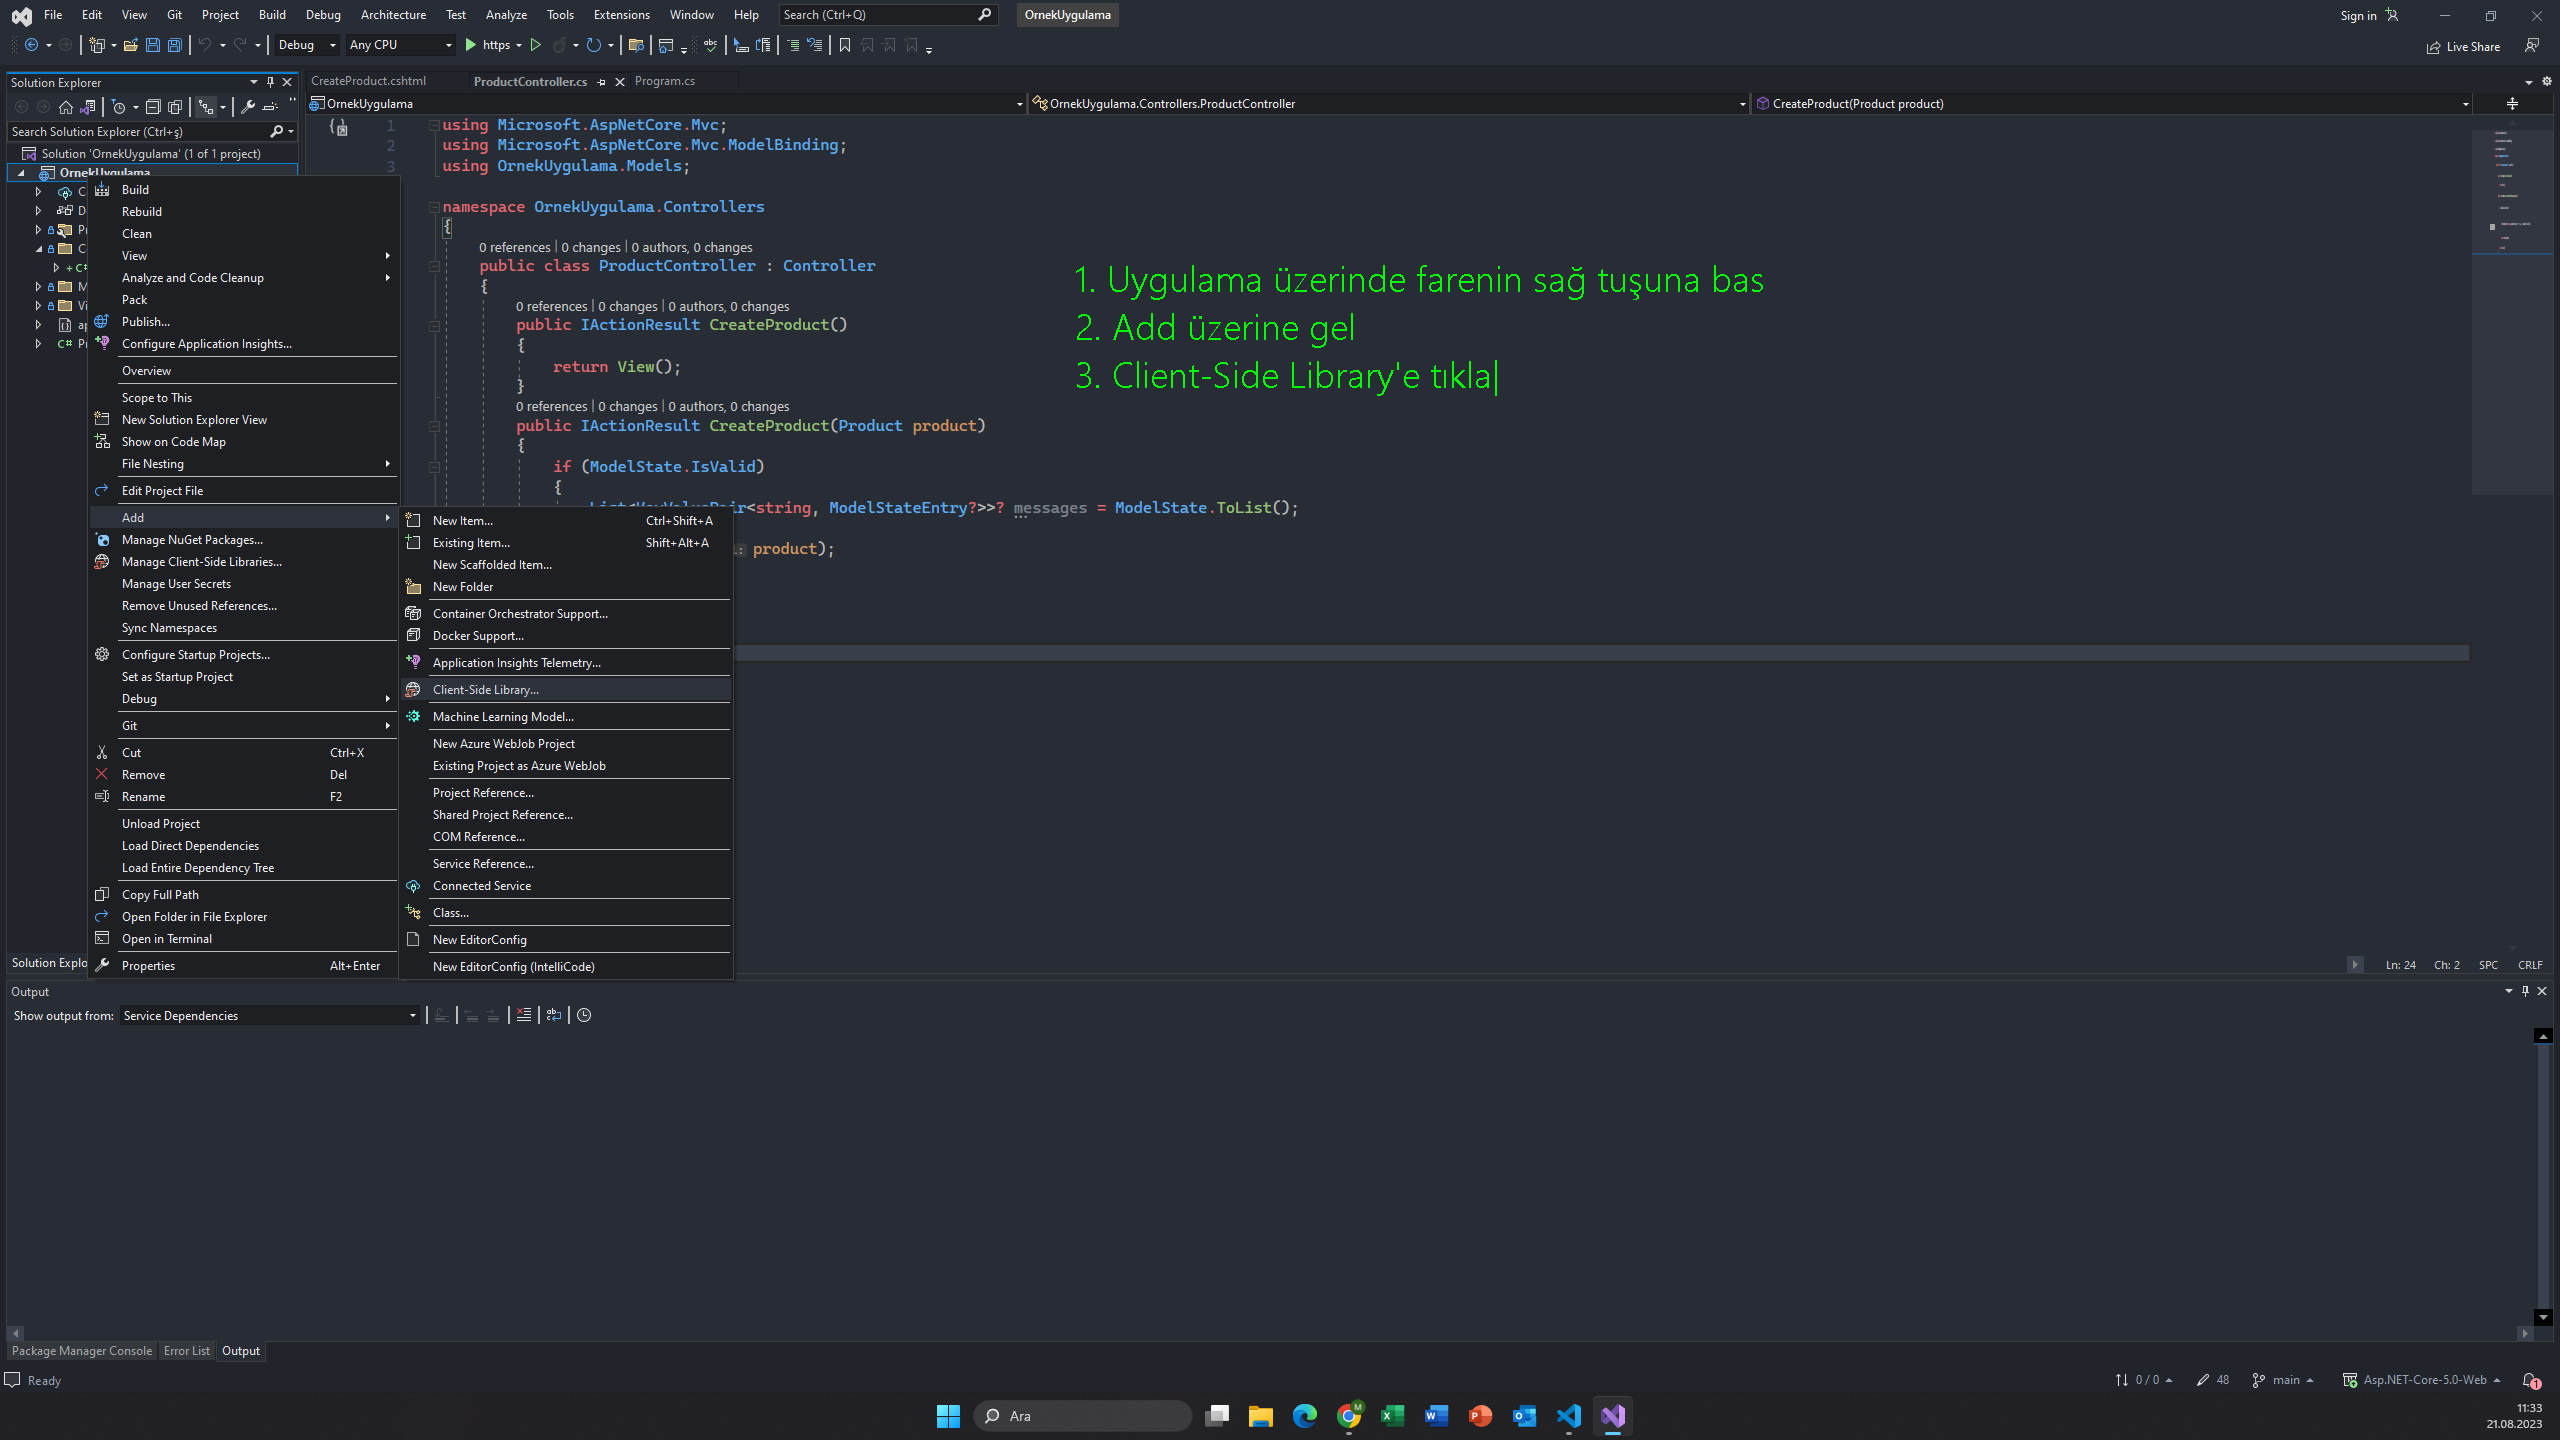 File Edit View Git Project Build Debug Architecture Test Analyze Tools Extensions Window Help Search (Ctrl+Q) OrnekUygulama Sign in
Debug Any CPU https Live Share
Solution Explorer
CreateProduct.cshtml ProductController.cs Program.cs
OrnekUygulama OrnekUygulama.Controllers.ProductController CreateProduct(Product product)
Search Solution Explorer (Ctrl+ş)
Solution 'OrnekUygulama' (1 of 1 project)
OrnekUygulama
Build
Rebuild
Clean
View
Analyze and Code Cleanup
Pack
Publish...
Configure Application Insights...
Overview
Scope to This
New Solution Explorer View
Show on Code Map
File Nesting
Edit Project File
Add
Manage NuGet Packages...
Manage Client-Side Libraries...
Manage User Secrets
Remove Unused References...
Sync Namespaces
Configure Startup Projects...
Set as Startup Project
Debug
Git
Cut Ctrl+X
Remove Del
Rename F2
Unload Project
Load Direct Dependencies
Load Entire Dependency Tree
Copy Full Path
Open Folder in File Explorer
Open in Terminal
Properties Alt+Enter
New Item... Ctrl+Shift+A
Existing Item... Shift+Alt+A
New Scaffolded Item...
New Folder
Container Orchestrator Support...
Docker Support...
Application Insights Telemetry...
Client-Side Library...
Machine Learning Model...
New Azure WebJob Project
Existing Project as Azure WebJob
Project Reference...
Shared Project Reference...
COM Reference...
Service Reference...
Connected Service
Class...
New EditorConfig
New EditorConfig (IntelliCode)
1 using Microsoft.AspNetCore.Mvc;
2 using Microsoft.AspNetCore.Mvc.ModelBinding;
3 using OrnekUygulama.Models;
namespace OrnekUygulama.Controllers
{
0 references | 0 changes | 0 authors, 0 changes
public class ProductController : Controller
{
0 references | 0 changes | 0 authors, 0 changes
public IActionResult CreateProduct()
{
return View();
}
0 references | 0 changes | 0 authors, 0 changes
public IActionResult CreateProduct(Product product)
{
if (ModelState.IsValid)
{
<string, ModelStateEntry?>>? messages = ModelState.ToList();
product);
1. Uygulama üzerinde farenin sağ tuşuna bas
2. Add üzerine gel
3. Client-Side Library'e tıkla
Solution Explo
Ln: 24 Ch: 2 SPC CRLF
Output
Show output from: Service Dependencies
Package Manager Console Error List Output
Ready 0 / 0 48 main Asp.NET-Core-5.0-Web 1
Ara
11:33
21.08.2023